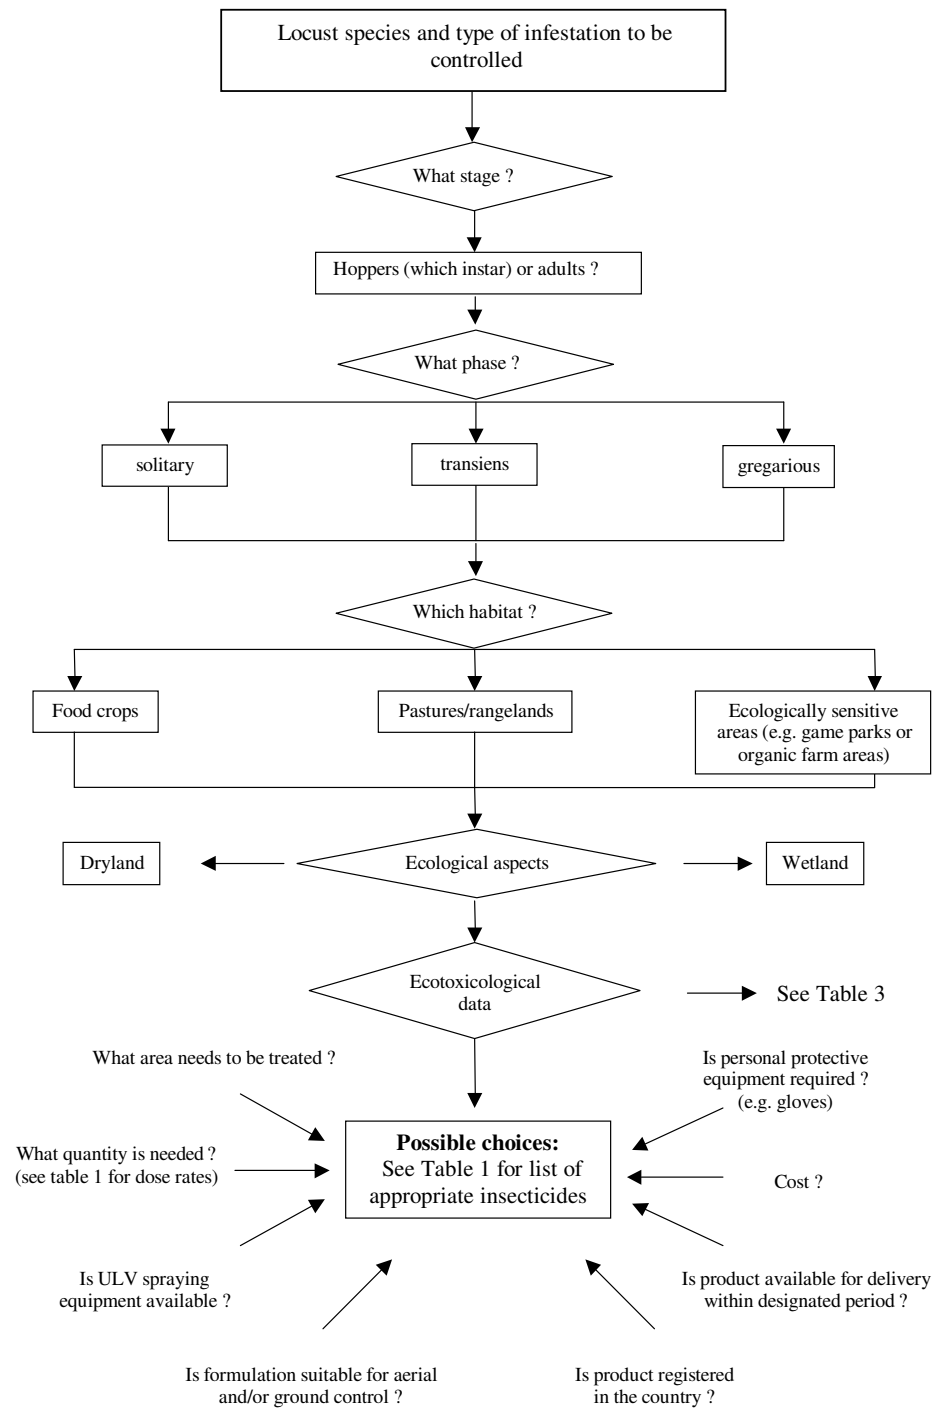 Locust species and type of infestation to be
controlled
What stage ?
Hoppers (which instar) or adults ?
What phase ?
solitary
transiens
gregarious
Which habitat ?
Food crops
Pastures/rangelands
Ecologically sensitive
areas (e.g. game parks or
organic farm areas)
Dryland
Ecological aspects
Wetland
Ecotoxicological
data
See Table 3
What area needs to be treated ?
Is personal protective
equipment required ?
(e.g. gloves)
Possible choices:
See Table 1 for list of
appropriate insecticides
What quantity is needed ?
(see table 1 for dose rates)
Cost ?
Is ULV spraying
equipment available ?
Is product available for delivery
within designated period ?
Is formulation suitable for aerial
and/or ground control ?
Is product registered
in the country ?